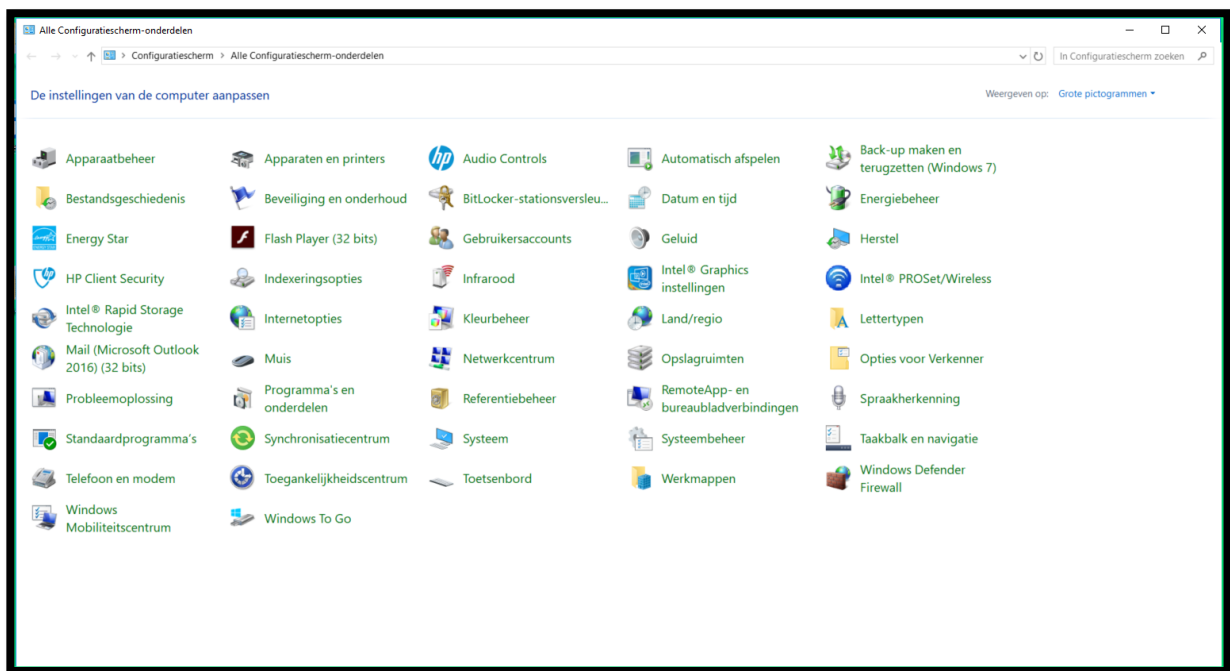 Alle Configuratiescherm-onderdelen
Configuratiescherm > Alle Configuratiescherm-onderdelen
In Configuratiescherm zoeken
De instellingen van de computer aanpassen
Weergeven op: Grote pictogrammen
Apparaatbeheer
Apparaten en printers
hp
Audio Controls
Automatisch afspelen
Back-up maken en
terugzetten (Windows 7)
Bestandsgeschiedenis
Beveiliging en onderhoud
BitLocker-stationsversleu...
Datum en tijd
Energiebeheer
Energy Star
Flash Player (32 bits)
Gebruikersaccounts
Geluid
Herstel
HP Client Security
Indexeringsopties
Infrarood
Intel® Graphics
instellingen
Intel® PROSet/Wireless
Intel® Rapid Storage
Technologie
Internetopties
Kleurbeheer
Land/regio
Lettertypen
Mail (Microsoft Outlook
2016) (32 bits)
Muis
Netwerkcentrum
Opslagruimten
Opties voor Verkenner
Probleemoplossing
Programma's en
onderdelen
Referentiebeheer
RemoteApp- en
bureaubladverbindingen
Spraakherkenning
Standaardprogramma's
Synchronisatiecentrum
Systeem
Systeembeheer
Taakbalk en navigatie
Telefoon en modem
Toegankelijkheidscentrum
Toetsenbord
Werkmappen
Windows Defender
Firewall
Windows
Mobiliteitscentrum
Windows To Go